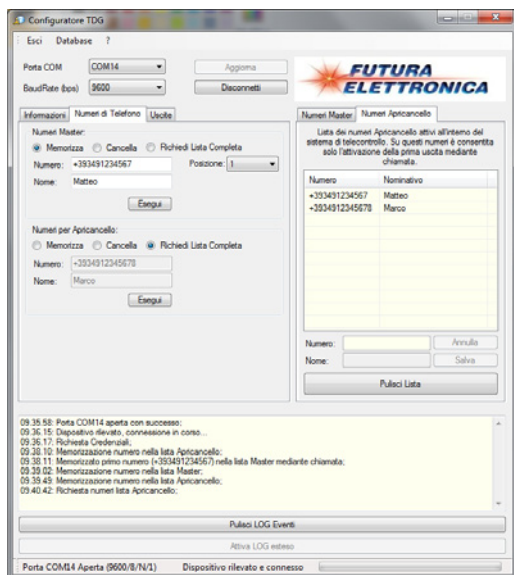 Configuratore TDG
Esci Database ?
Porta COM COM14 Aggiorna
BaudRate (bps) 9600 Disconnetti
FUTURA
ELETTRONICA
Informazioni Numeri di Telefono Uscite
Numeri Master:
Memorizza Cancella Richiedi Lista Completa
Numero: +393491234567 Posizione: 1
Nome: Matteo
Esegui
Numeri per Apricancello:
Memorizza Cancella Richiedi Lista Completa
Numero: +3934912345678
Nome: Marco
Esegui
Numeri Master Numeri Apricancello
Lista dei numeri Apricancello attivi all'interno del
sistema di telecontrollo. Su questi numeri è consentita
solo l'attivazione della prima uscita mediante
chiamata.
Numero Nominativo
+393491234567 Matteo
+3934912345678 Marco
Numero: Annulla
Nome: Salva
Pulisci Lista
09.35.58: Porta COM14 aperta con successo;
09.36.15: Dispositivo rilevato, connessione in corso...
09.36.17: Richiesta Credenziali;
09.38.10: Memorizzazione numero nella lista Apricancello;
09.38.11: Memorizzato primo numero (+393491234567) nella lista Master mediante chiamata;
09.39.02: Memorizzazione numero nella lista Master;
09.39.49: Memorizzazione numero nella lista Apricancello;
09.40.42: Richiesta numeri lista Apricancello;
Pulisci LOG Eventi
Attiva LOG esteso
Porta COM14 Aperta (9600/8/N/1) Dispositivo rilevato e connesso